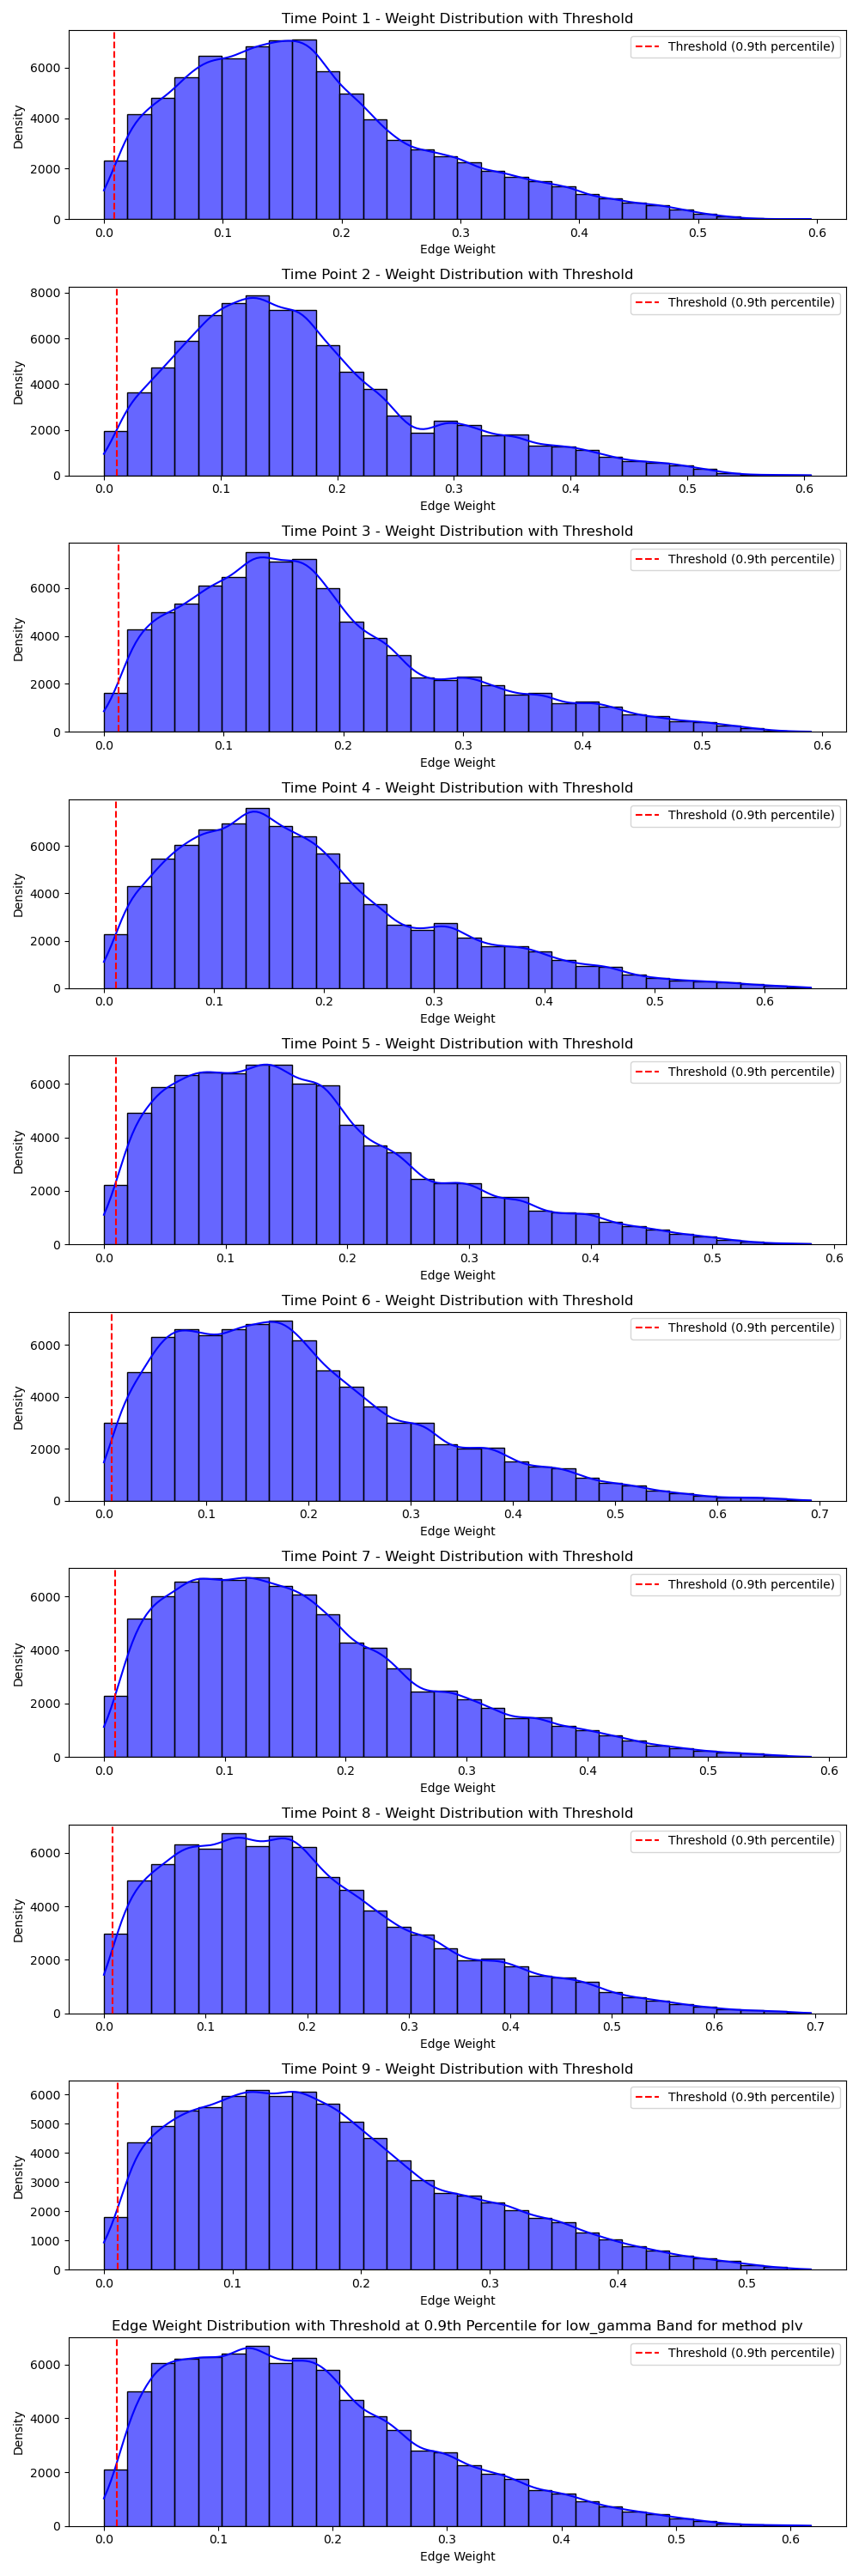 Time Point 1 - Weight Distribution with Threshold
Threshold (0.9th percentile)
Density
6000
4000
2000
0
0.0 0.1 0.2 0.3 0.4 0.5 0.6
Edge Weight
Time Point 2 - Weight Distribution with Threshold
Threshold (0.9th percentile)
Density
8000
6000
4000
2000
0
0.0 0.1 0.2 0.3 0.4 0.5 0.6
Edge Weight
Time Point 3 - Weight Distribution with Threshold
Threshold (0.9th percentile)
Density
6000
4000
2000
0
0.0 0.1 0.2 0.3 0.4 0.5 0.6
Edge Weight
Time Point 4 - Weight Distribution with Threshold
Threshold (0.9th percentile)
Density
6000
4000
2000
0
0.0 0.1 0.2 0.3 0.4 0.5 0.6
Edge Weight
Time Point 5 - Weight Distribution with Threshold
Threshold (0.9th percentile)
Density
6000
4000
2000
0
0.0 0.1 0.2 0.3 0.4 0.5 0.6
Edge Weight
Time Point 6 - Weight Distribution with Threshold
Threshold (0.9th percentile)
Density
6000
4000
2000
0
0.0 0.1 0.2 0.3 0.4 0.5 0.6 0.7
Edge Weight
Time Point 7 - Weight Distribution with Threshold
Threshold (0.9th percentile)
Density
6000
4000
2000
0
0.0 0.1 0.2 0.3 0.4 0.5 0.6
Edge Weight
Time Point 8 - Weight Distribution with Threshold
Threshold (0.9th percentile)
Density
6000
4000
2000
0
0.0 0.1 0.2 0.3 0.4 0.5 0.6 0.7
Edge Weight
Time Point 9 - Weight Distribution with Threshold
Threshold (0.9th percentile)
Density
6000
5000
4000
3000
2000
1000
0
0.0 0.1 0.2 0.3 0.4 0.5
Edge Weight
Edge Weight Distribution with Threshold at 0.9th Percentile for low_gamma Band for method plv
Threshold (0.9th percentile)
Density
6000
4000
2000
0
0.0 0.1 0.2 0.3 0.4 0.5 0.6
Edge Weight